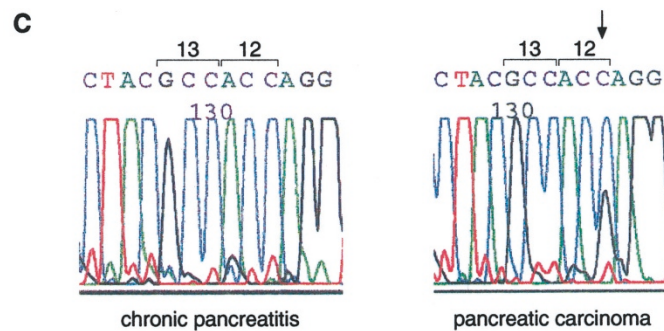 C
13 12
CTACGCCACCAGG
130
chronic pancreatitis
13 12
CTACGCCACCAGG
130
pancreatic carcinoma